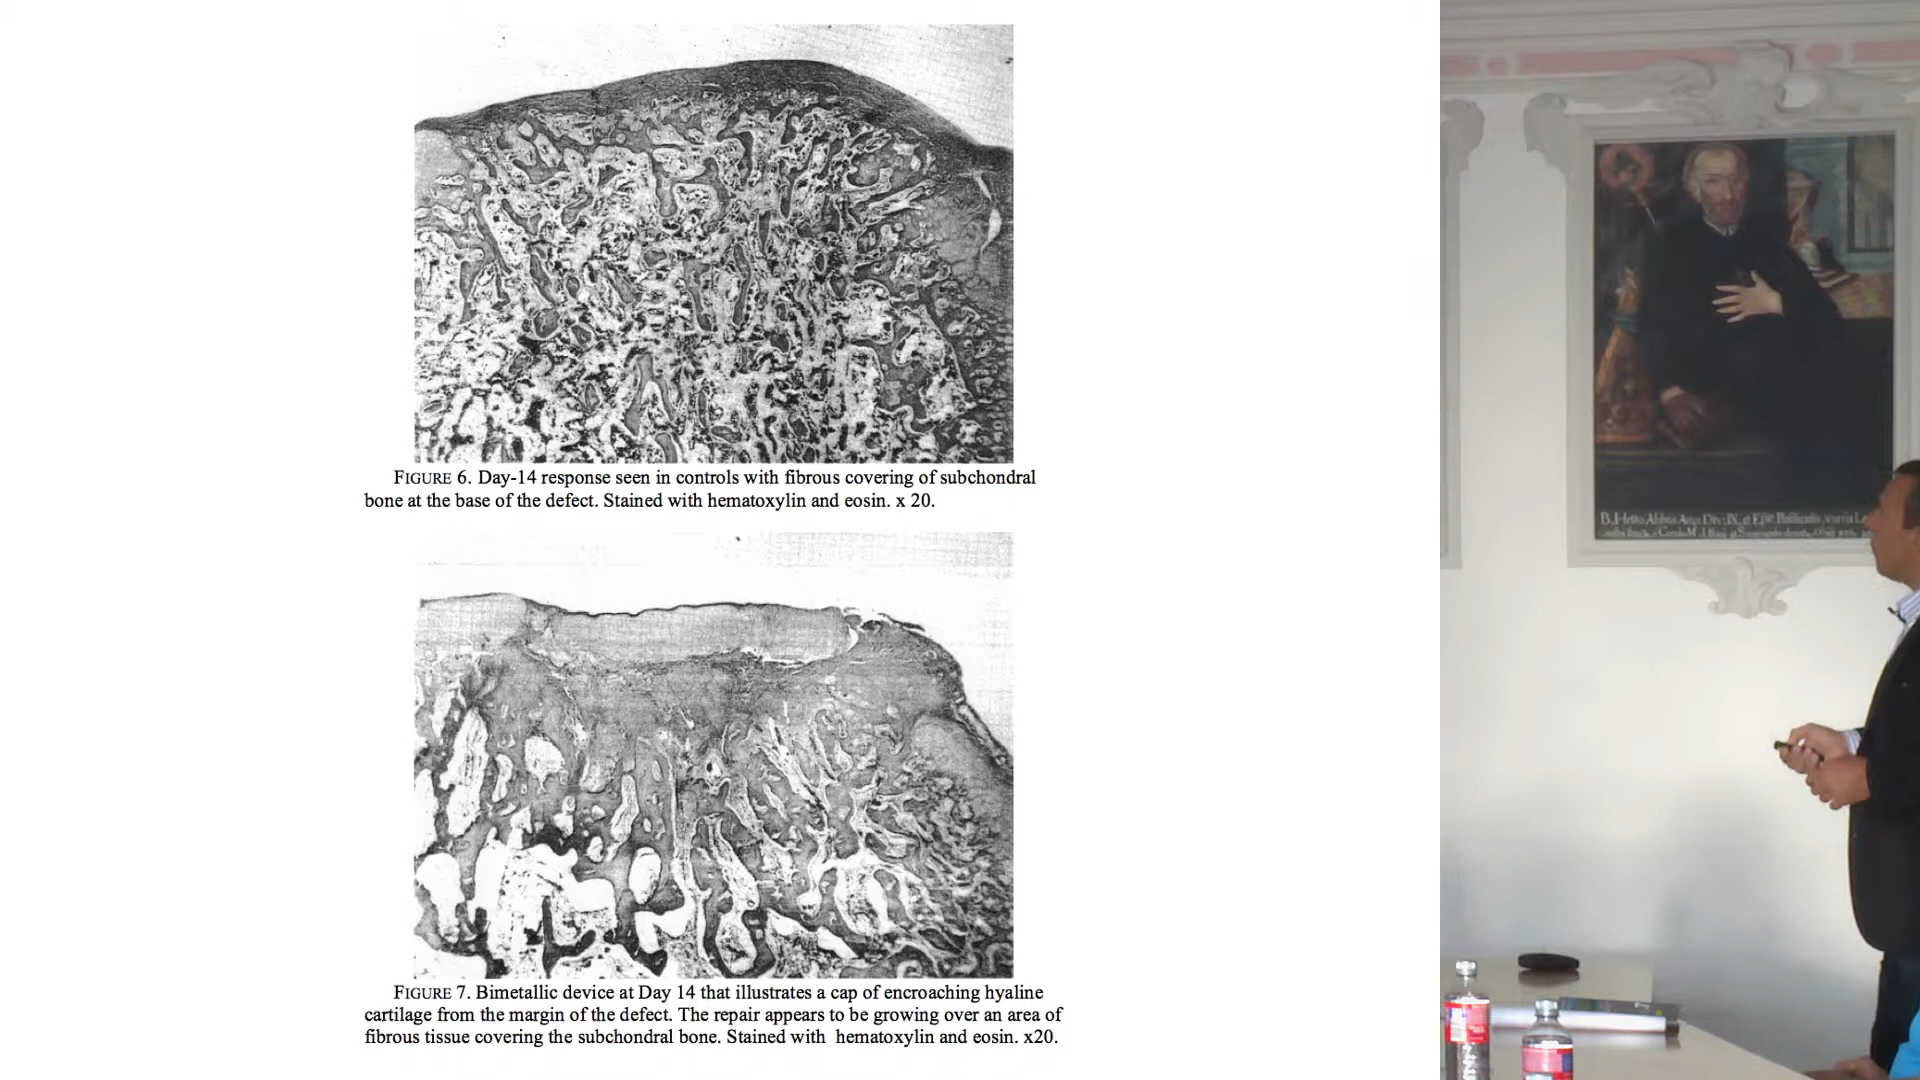 FIGURE 6. Day-14 response seen in controls with fibrous covering of subchondral
bone at the base of the defect. Stained with hematoxylin and eosin. x 20.
FIGURE 7. Bimetallic device at Day 14 that illustrates a cap of encroaching hyaline
cartilage from the margin of the defect. The repair appears to be growing over an area of
fibrous tissue covering the subchondral bone. Stained with hematoxylin and eosin. x20.